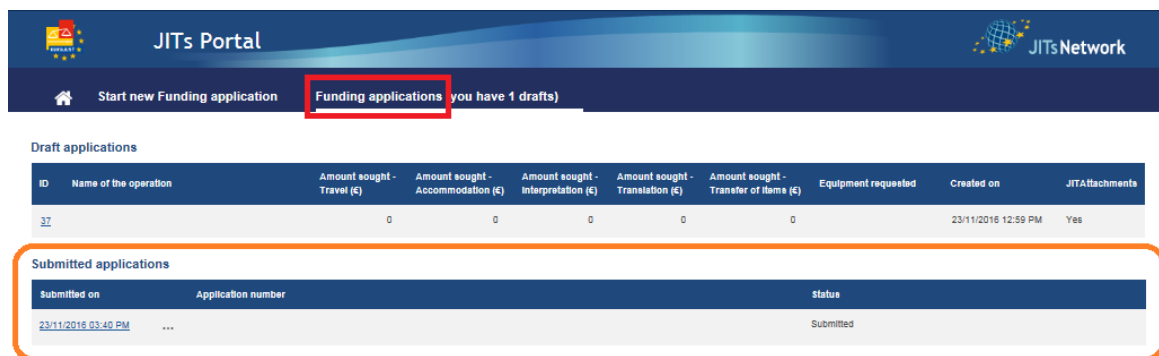 EUROJUST
JITs Portal
JITsNetwork
Start new Funding application
Funding applications (you have 1 drafts)
Draft applications
ID Name of the operation Amount sought - Travel (€) Amount sought - Accommodation (€) Amount sought - Interpretation (€) Amount sought - Translation (€) Amount sought - Transfer of Items (€) Equipment requested Created on JITAttachments
37 0 0 0 0 0 23/11/2016 12:59 PM Yes
Submitted applications
Submitted on Application number Status
23/11/2016 03:40 PM ... Submitted